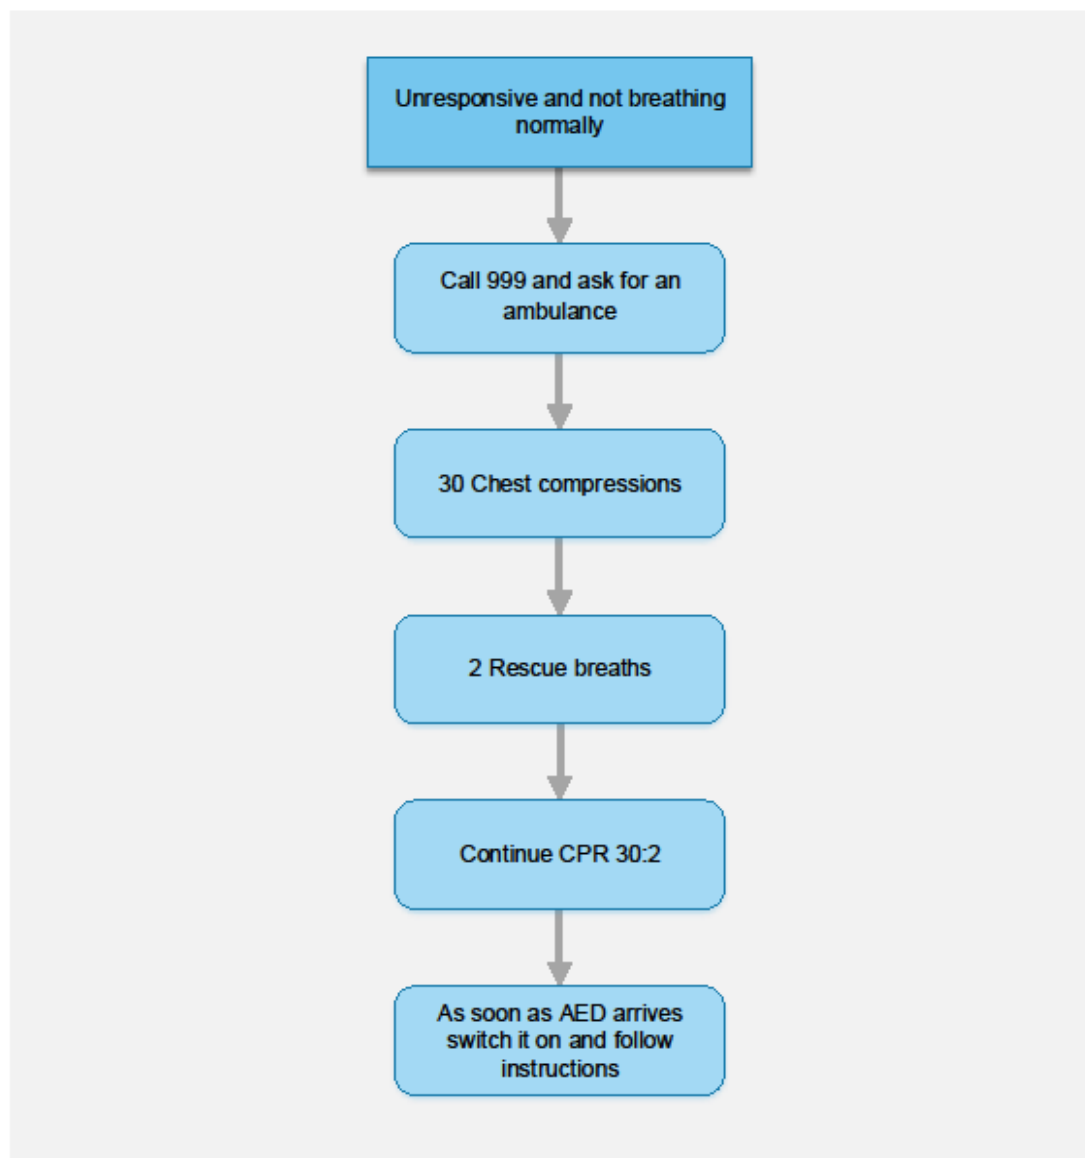 Unresponsive and not breathing
normally
Call 999 and ask for an
ambulance
30 Chest compressions
2 Rescue breaths
Continue CPR 30:2
As soon as AED arrives
switch it on and follow
instructions